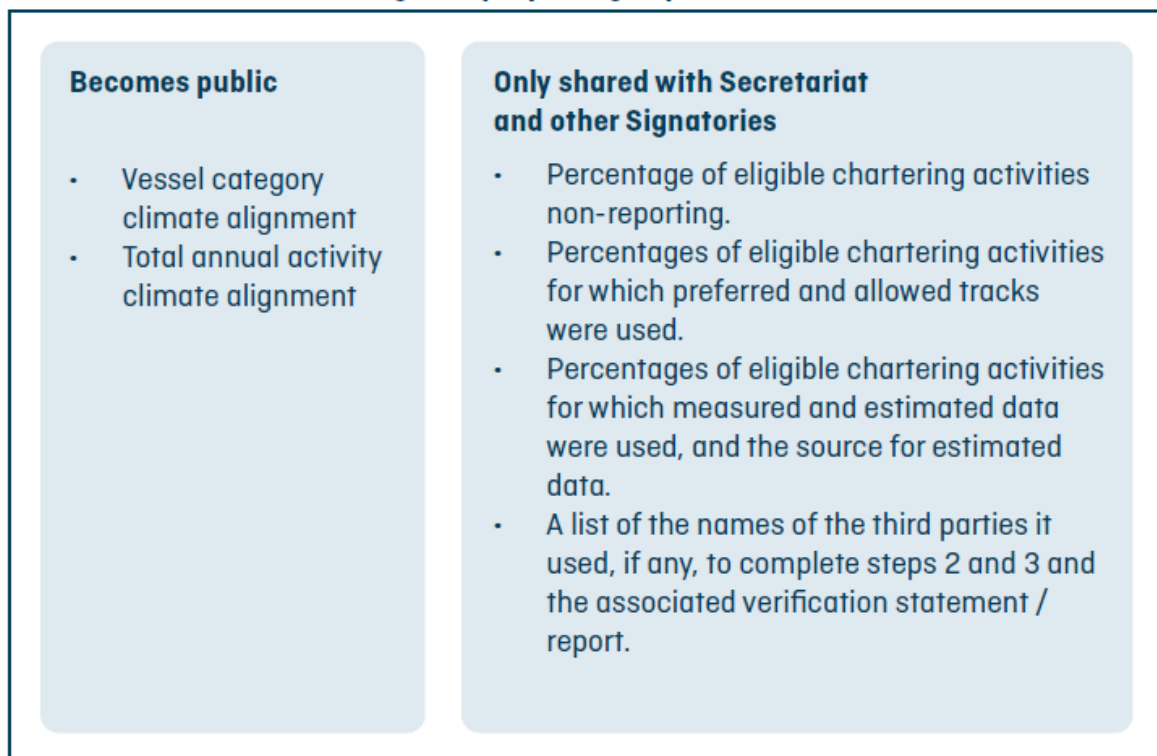 Becomes public
• Vessel category
climate alignment
• Total annual activity
climate alignment
Only shared with Secretariat
and other Signatories
• Percentage of eligible chartering activities
non-reporting.
• Percentages of eligible chartering activities
for which preferred and allowed tracks
were used.
• Percentages of eligible chartering activities
for which measured and estimated data
were used, and the source for estimated
data.
• A list of the names of the third parties it
used, if any, to complete steps 2 and 3 and
the associated verification statement /
report.